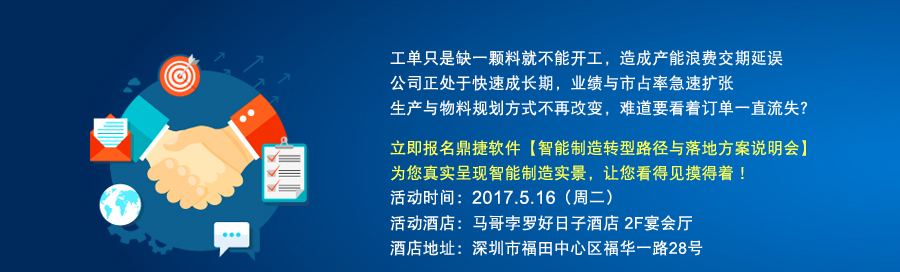 工单只是缺一颗料就不能开工，造成产能浪费交期延误
公司正处于快速成长期，业绩与市占率急速扩张
生产与物料规划方式不再改变，难道要看着订单一直流失?
立即报名鼎捷软件【智能制造转型路径与落地方案说明会】
为您真实呈现智能制造实景，让您看得见摸得着！
活动时间：2017.5.16（周二）
活动酒店：马哥孛罗好日子酒店 2F宴会厅
酒店地址：深圳市福田中心区福华一路28号